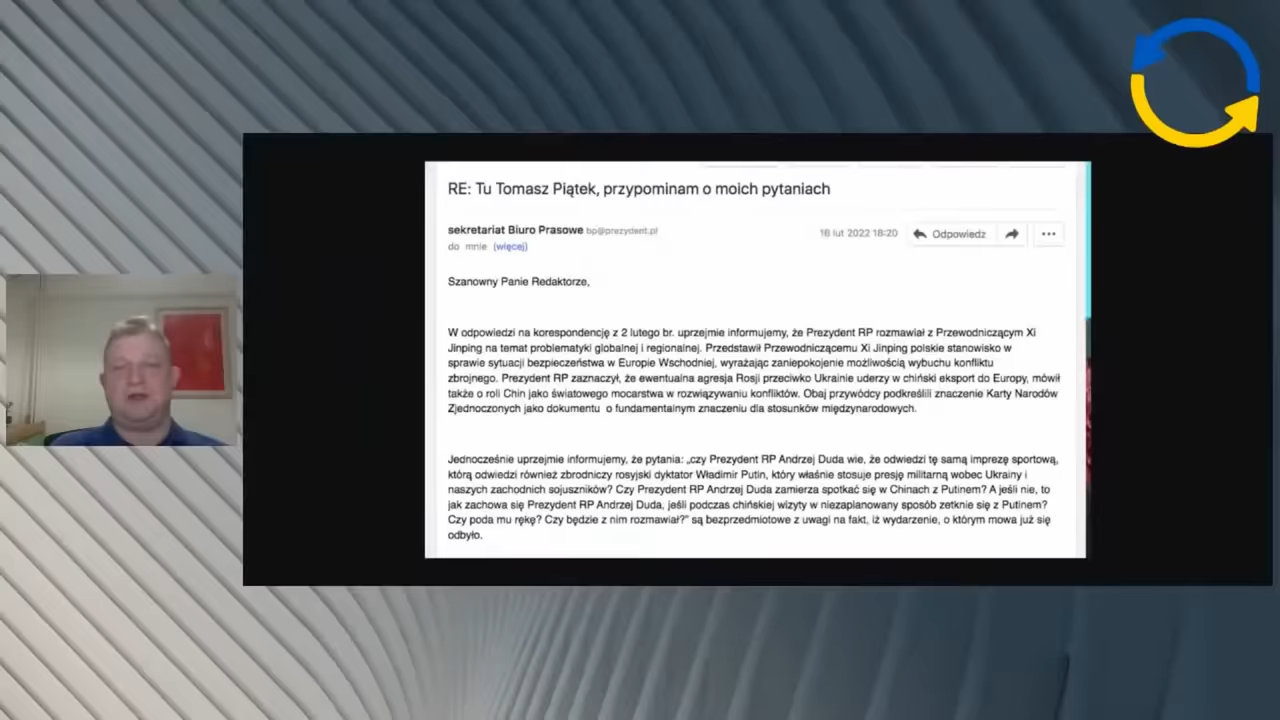 RE: Tu Tomasz Piątek, przypominam o moich pytaniach
sekretariat Biuro Prasowe bp@prezydent.pl
16 lut 2022 18:20
Odpowiedz
do mnie (więcej)
Szanowny Panie Redaktorze,
W odpowiedzi na korespondencję z 2 lutego br. uprzejmie informujemy, że Prezydent RP rozmawiał z Przewodniczącym Xi
Jinping na temat problematyki globalnej i regionalnej. Przedstawił Przewodniczącemu Xi Jinping polskie stanowisko w
sprawie sytuacji bezpieczeństwa w Europie Wschodniej, wyrażając zaniepokojenie możliwością wybuchu konfliktu
zbrojnego. Prezydent RP zaznaczył, że ewentualna agresja Rosji przeciwko Ukrainie uderzy w chiński eksport do Europy, mówił
także o roli Chin jako światowego mocarstwa w rozwiązywaniu konfliktów. Obaj przywódcy podkreślili znaczenie Karty Narodów
Zjednoczonych jako dokumentu o fundamentalnym znaczeniu dla stosunków międzynarodowych.
Jednocześnie uprzejmie informujemy, że pytania: „czy Prezydent RP Andrzej Duda wie, że odwiedzi tę samą imprezę sportową,
którą odwiedzi również zbrodniczy rosyjski dyktator Władimir Putin, który właśnie stosuje presję militarną wobec Ukrainy i
naszych zachodnich sojuszników? Czy Prezydent RP Andrzej Duda zamierza spotkać się w Chinach z Putinem? A jeśli nie, to
jak zachowa się Prezydent RP Andrzej Duda, jeśli podczas chińskiej wizyty w niezaplanowany sposób zetknie się z Putinem?
Czy poda mu rękę? Czy będzie z nim rozmawiał?" są bezprzedmiotowe z uwagi na fakt, iż wydarzenie, o którym mowa już się
odbyło.